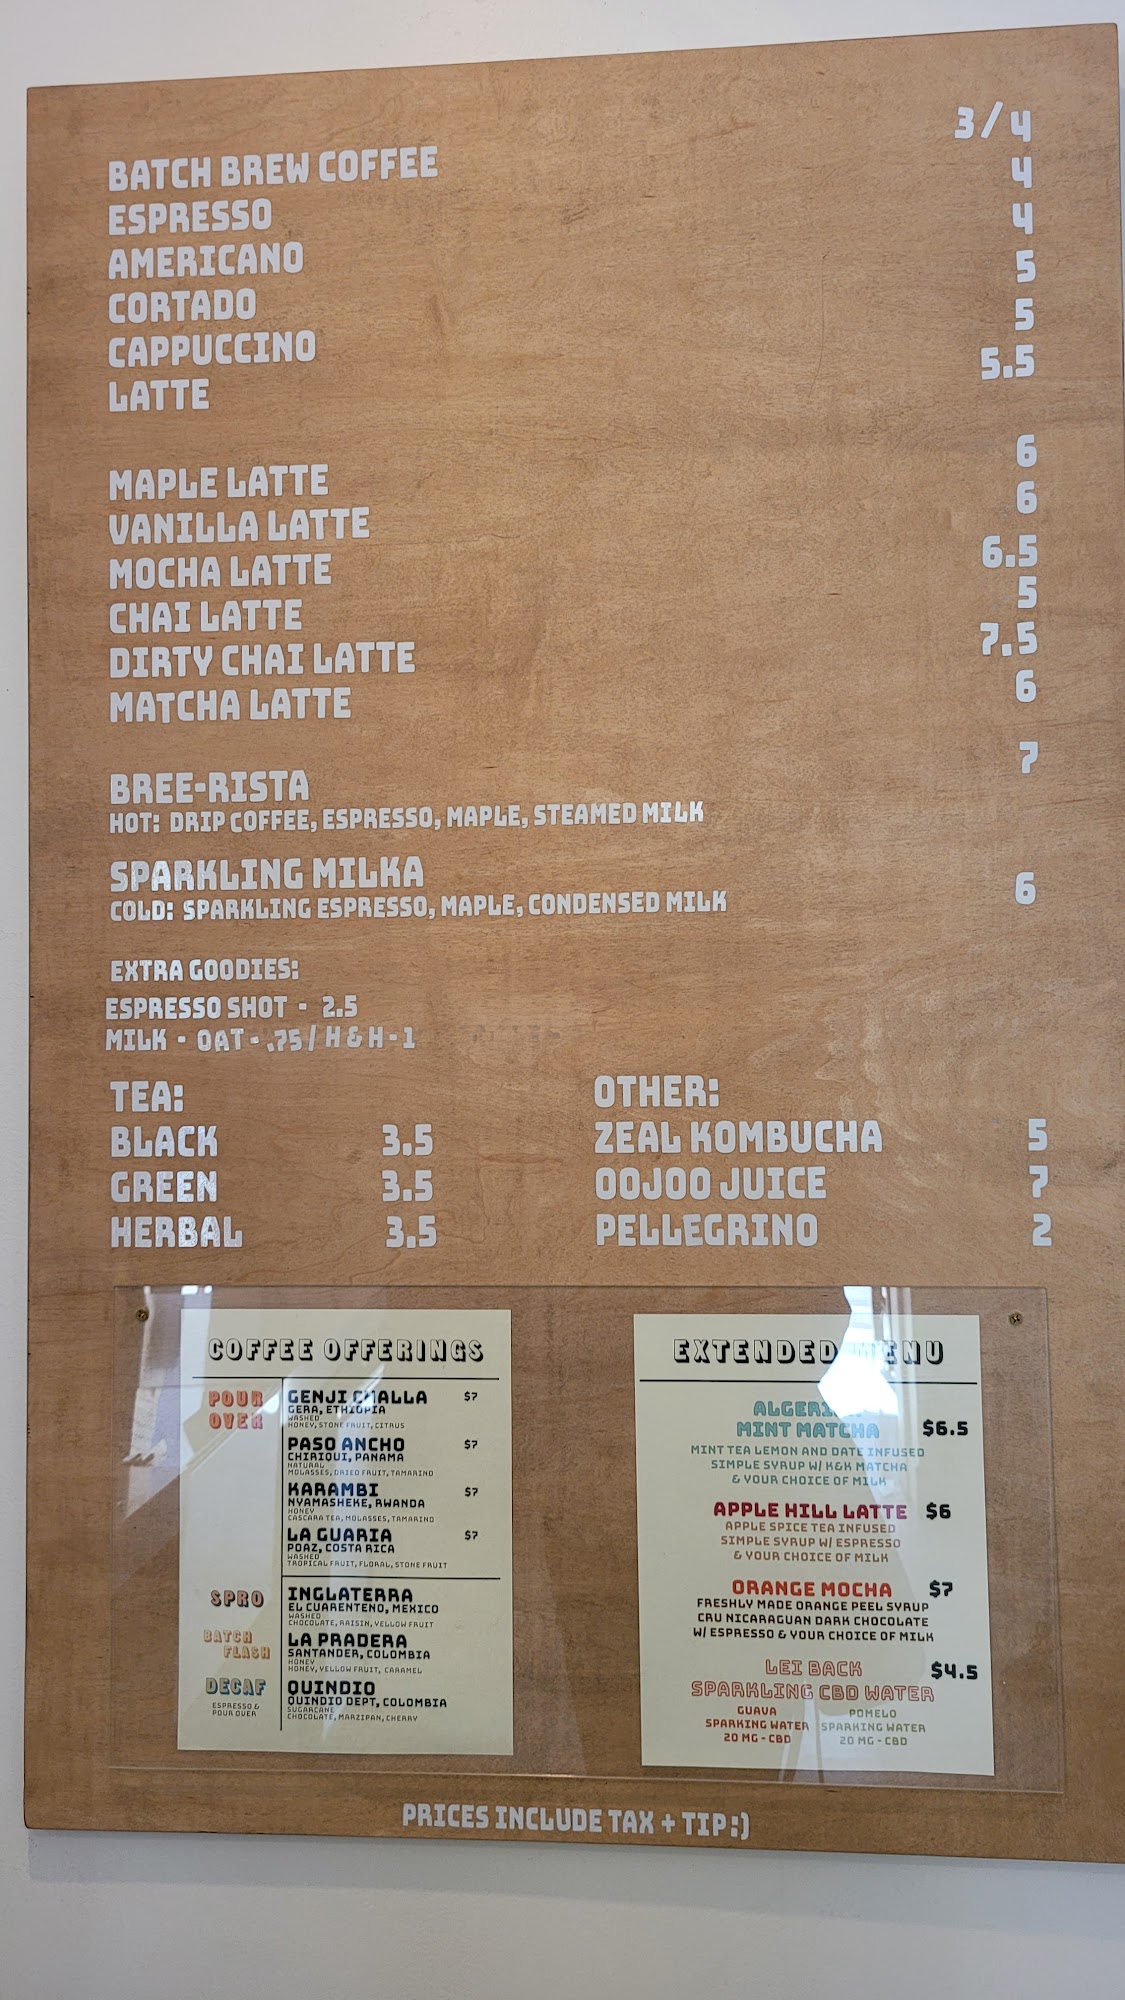 BATCH BREW COFFEE 3/4
ESPRESSO 4
AMERICANO 4
CORTADO 5
CAPPUCCINO 5
LATTE 5.5
MAPLE LATTE 6
VANILLA LATTE 6
MOCHA LATTE 6.5
CHAI LATTE 5
DIRTY CHAI LATTE 7.5
MATCHA LATTE 6
BREE-RISTA 7
HOT: DRIP COFFEE, ESPRESSO, MAPLE, STEAMED MILK
SPARKLING MILKA 6
COLD: SPARKLING ESPRESSO, MAPLE, CONDENSED MILK
EXTRA GOODIES:
ESPRESSO SHOT - 2.5
MILK - OAT - .75 / H & H - 1
TEA:
BLACK 3.5
GREEN 3.5
HERBAL 3.5
OTHER:
ZEAL KOMBUCHA 5
OOJOO JUICE 7
PELLEGRINO 2
COFFEE OFFERINGS
POUR
OVER
GENJI CHALLA $7
GERA, ETHIOPIA
WASHED
HONEY, STONE FRUIT, CITRUS
PASO ANCHO $7
CHIRIQUI, PANAMA
NATURAL
MOLASSES, DRIED FRUIT, TAMARIND
KARAMBI $7
NYAMASHEKE, RWANDA
HONEY
CASCARA TEA, MOLASSES, TAMARIND
LA GUARIA $7
POAZ, COSTA RICA
WASHED
TROPICAL FRUIT, FLORAL, STONE FRUIT
SPRO
INGLATERRA
EL CUARENTENO, MEXICO
WASHED
CHOCOLATE, RAISIN, YELLOW FRUIT
BATCH
FLASH
LA PRADERA
SANTANDER, COLOMBIA
HONEY
HONEY, YELLOW FRUIT, CARAMEL
DECAF
ESPRESSO &
POUR OVER
QUINDIO
QUINDIO DEPT, COLOMBIA
SUGARCANE
CHOCOLATE, MARZIPAN, CHERRY
EXTENDED MENU
MINT MATCHA $6.5
MINT TEA LEMON AND DATE INFUSED
SIMPLE SYRUP W/ K&K MATCHA
& YOUR CHOICE OF MILK
APPLE HILL LATTE $6
APPLE SPICE TEA INFUSED
SIMPLE SYRUP W/ ESPRESSO
& YOUR CHOICE OF MILK
ORANGE MOCHA $7
FRESHLY MADE ORANGE PEEL SYRUP
CRU NICARAGUAN DARK CHOCOLATE
W/ ESPRESSO & YOUR CHOICE OF MILK
LEI BACK $4.5
SPARKLING CBD WATER
GUAVA
SPARKING WATER
20 MG - CBD
POMELO
SPARKING WATER
20 MG - CBD
PRICES INCLUDE TAX + TIP :)